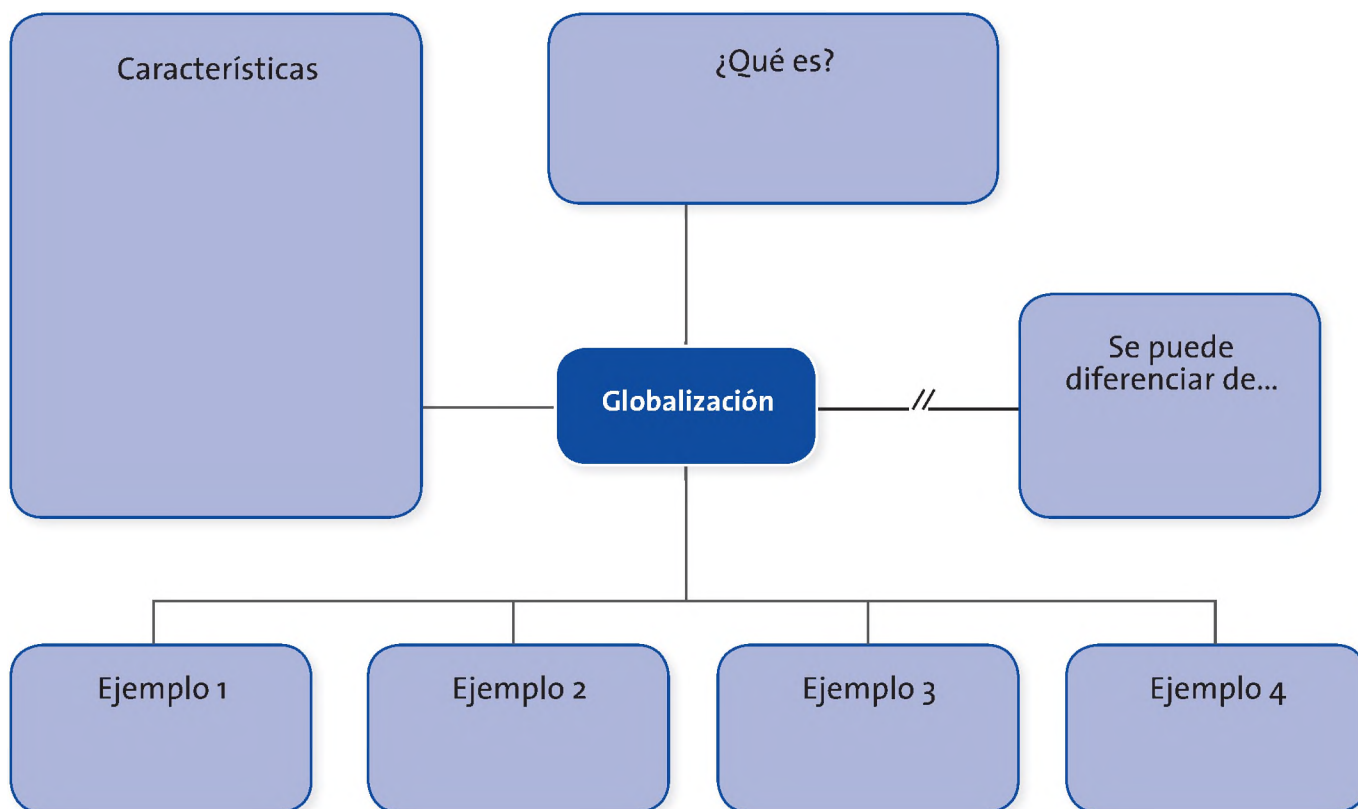 Características
¿Qué es?
Globalización
Se puede
diferenciar de...
Ejemplo 1
Ejemplo 2
Ejemplo 3
Ejemplo 4